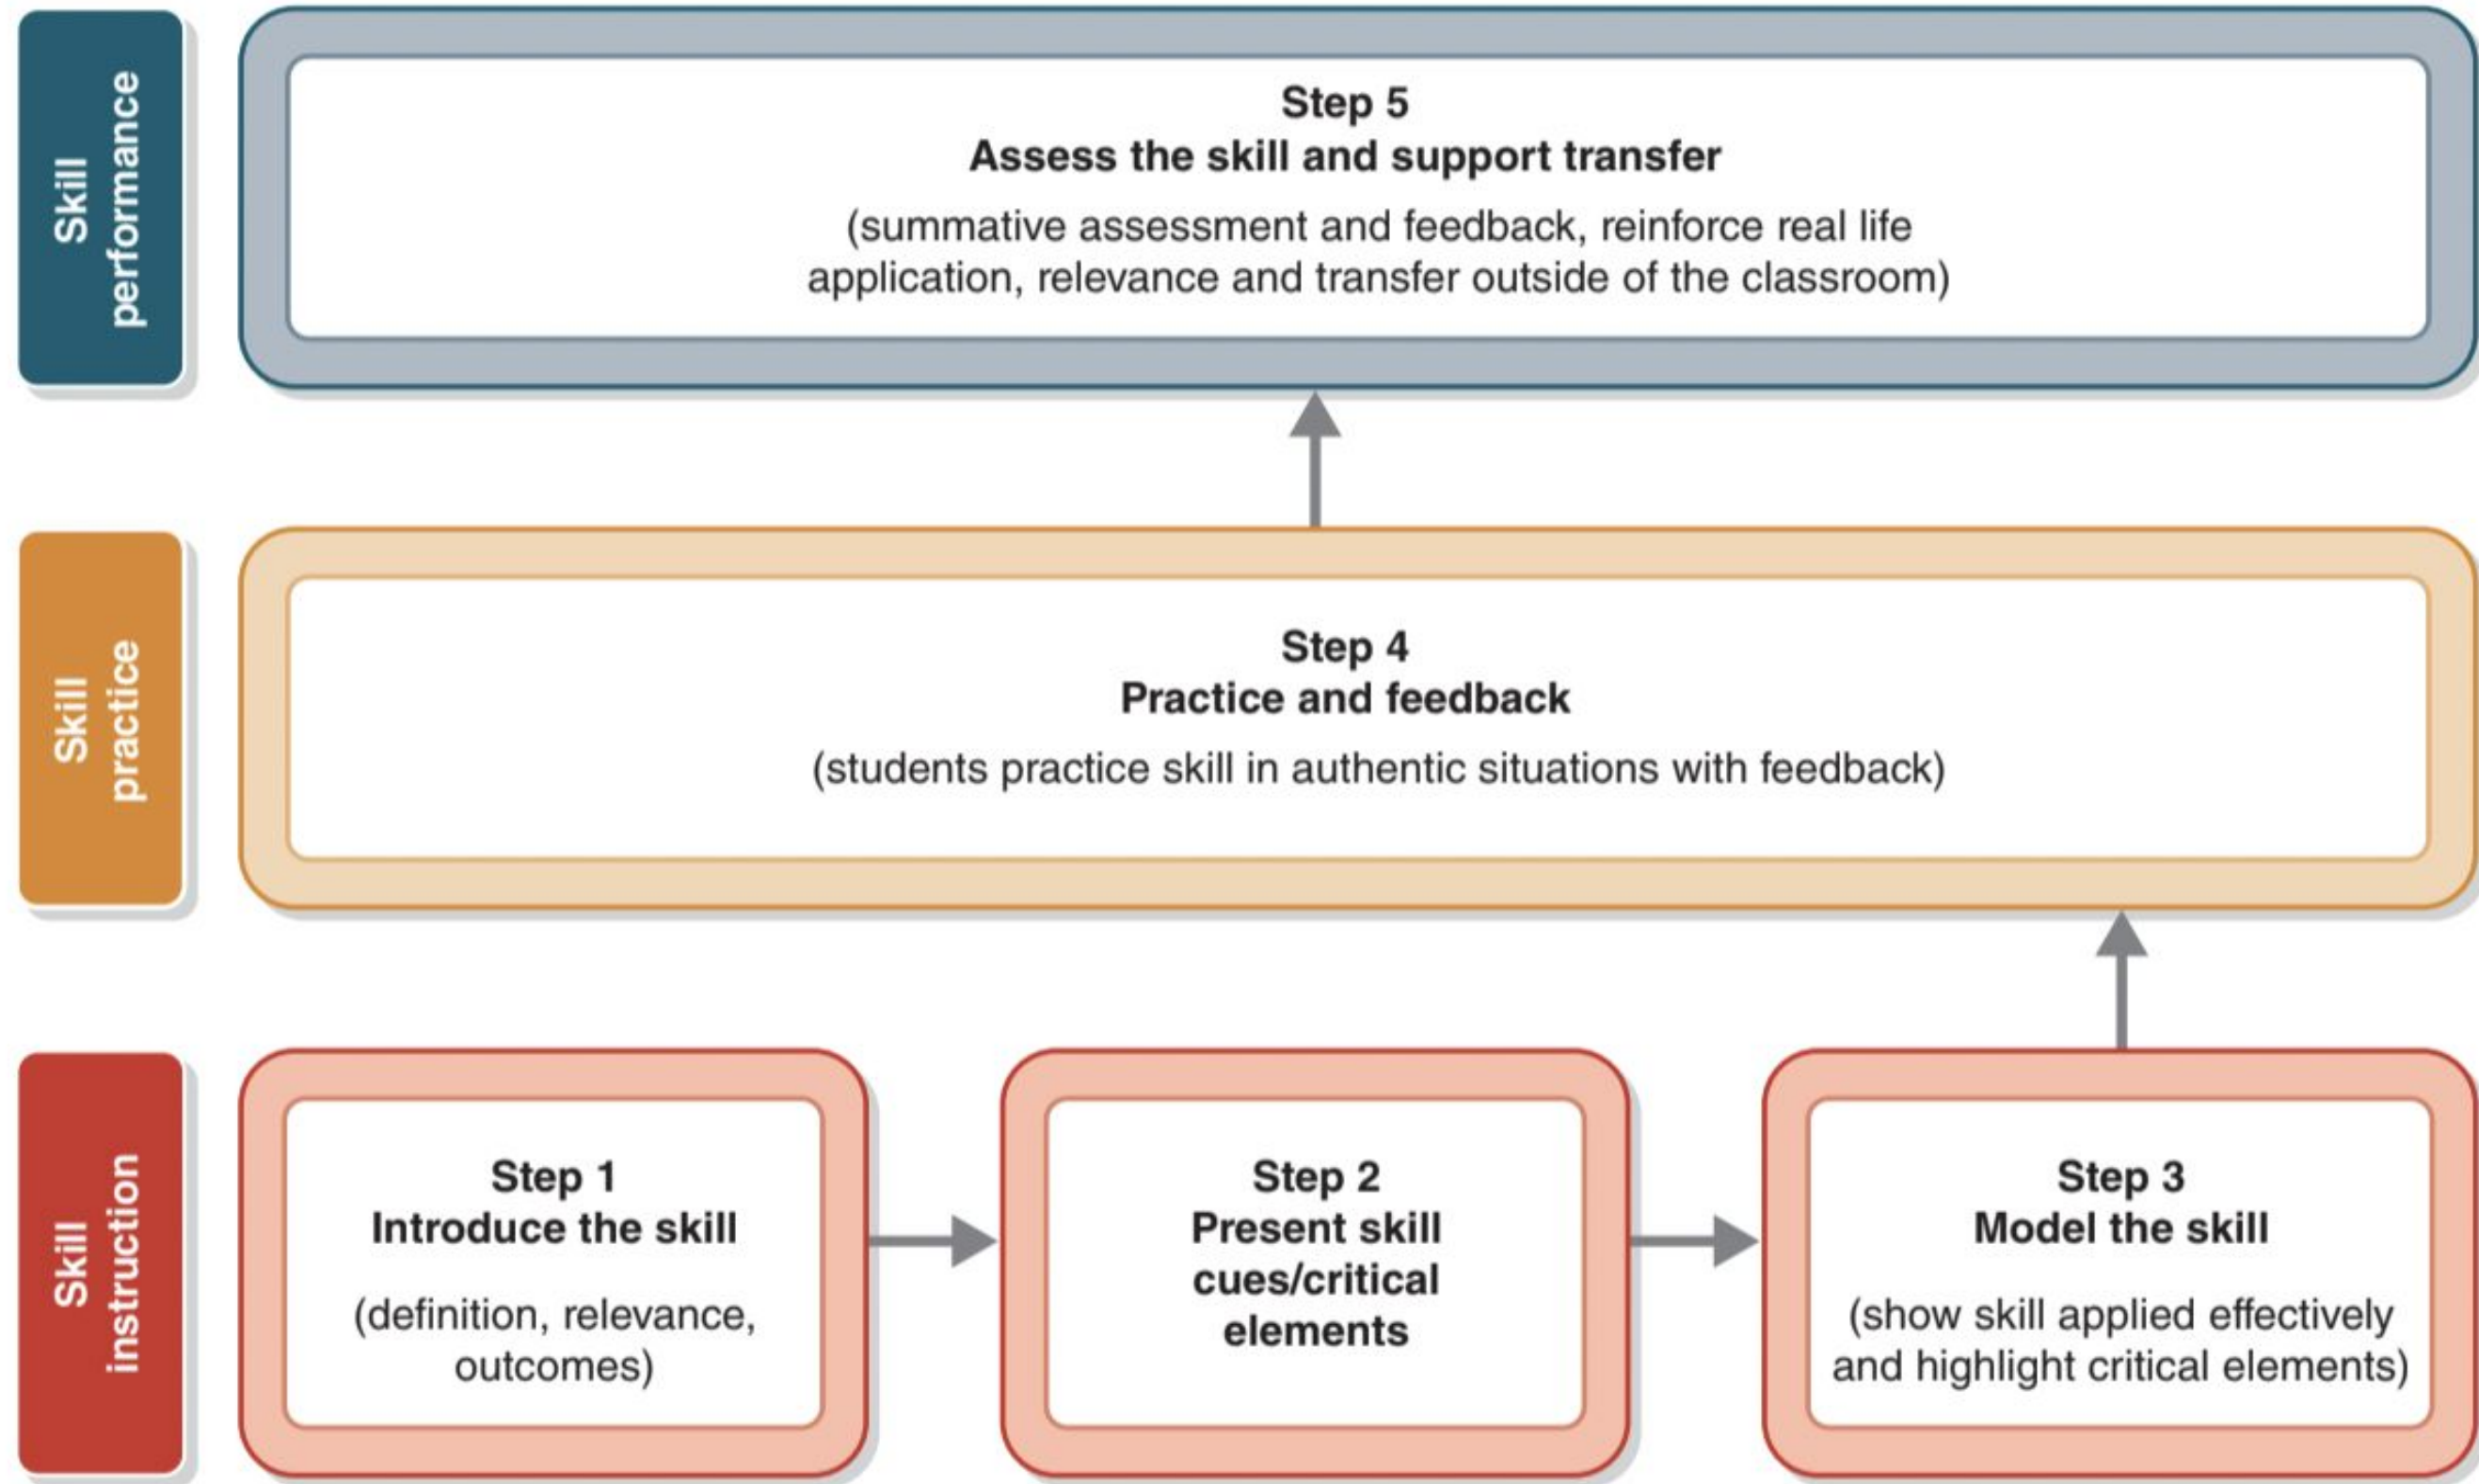 Skill
performance
Step 5
Assess the skill and support transfer
(summative assessment and feedback, reinforce real life
application, relevance and transfer outside of the classroom)
Skill
practice
Step 4
Practice and feedback
(students practice skill in authentic situations with feedback)
Skill
instruction
Step 1
Introduce the skill
(definition, relevance,
outcomes)
Step 2
Present skill
cues/critical
elements
Step 3
Model the skill
(show skill applied effectively
and highlight critical elements)